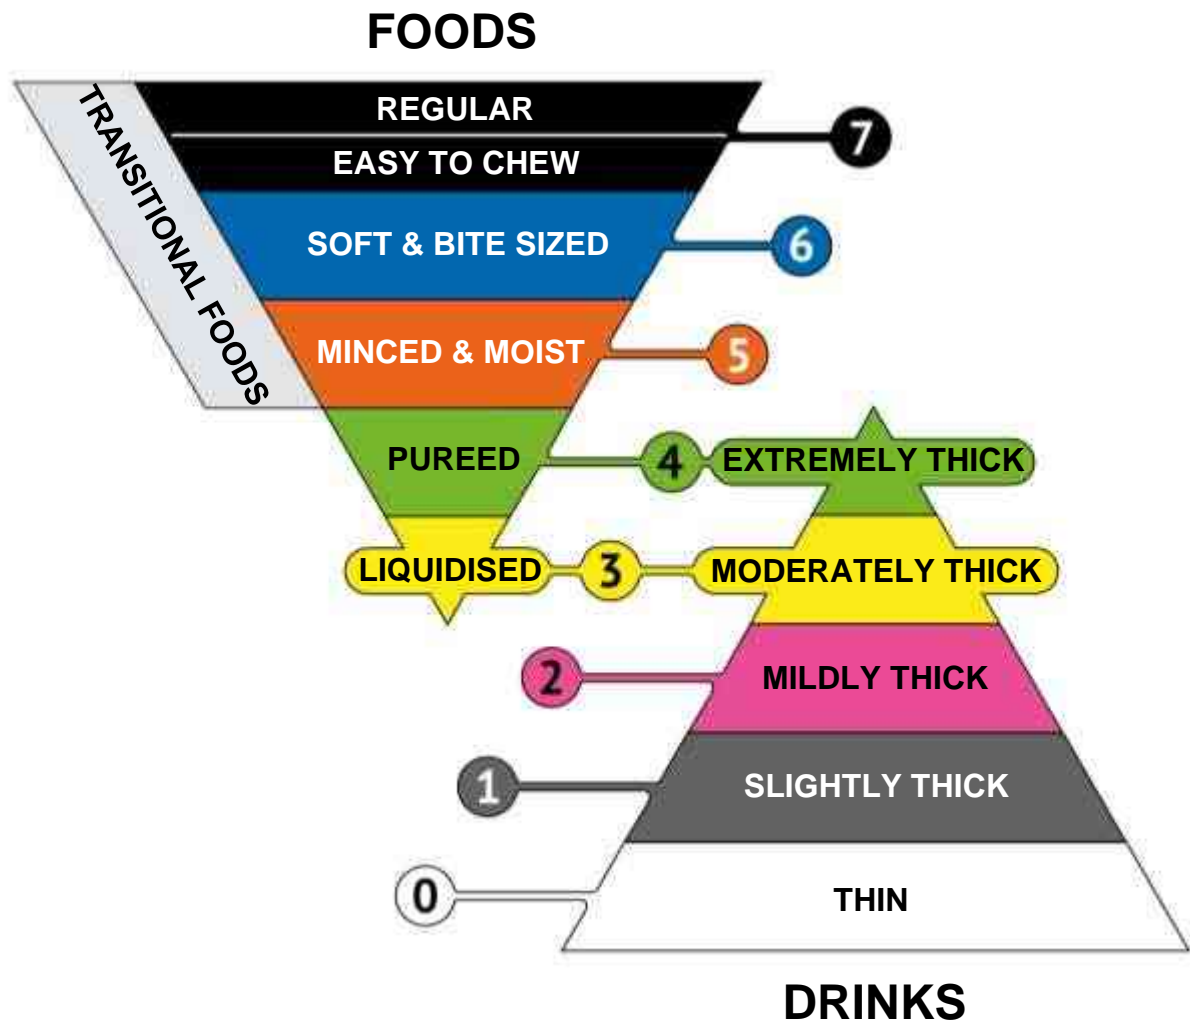 FOODS
TRANSITIONAL FOODS
REGULAR
7
EASY TO CHEW
SOFT & BITE SIZED
6
MINCED & MOIST
5
PUREED
4
EXTREMELY THICK
LIQUIDISED
3
MODERATELY THICK
2
MILDLY THICK
1
SLIGHTLY THICK
0
THIN
DRINKS